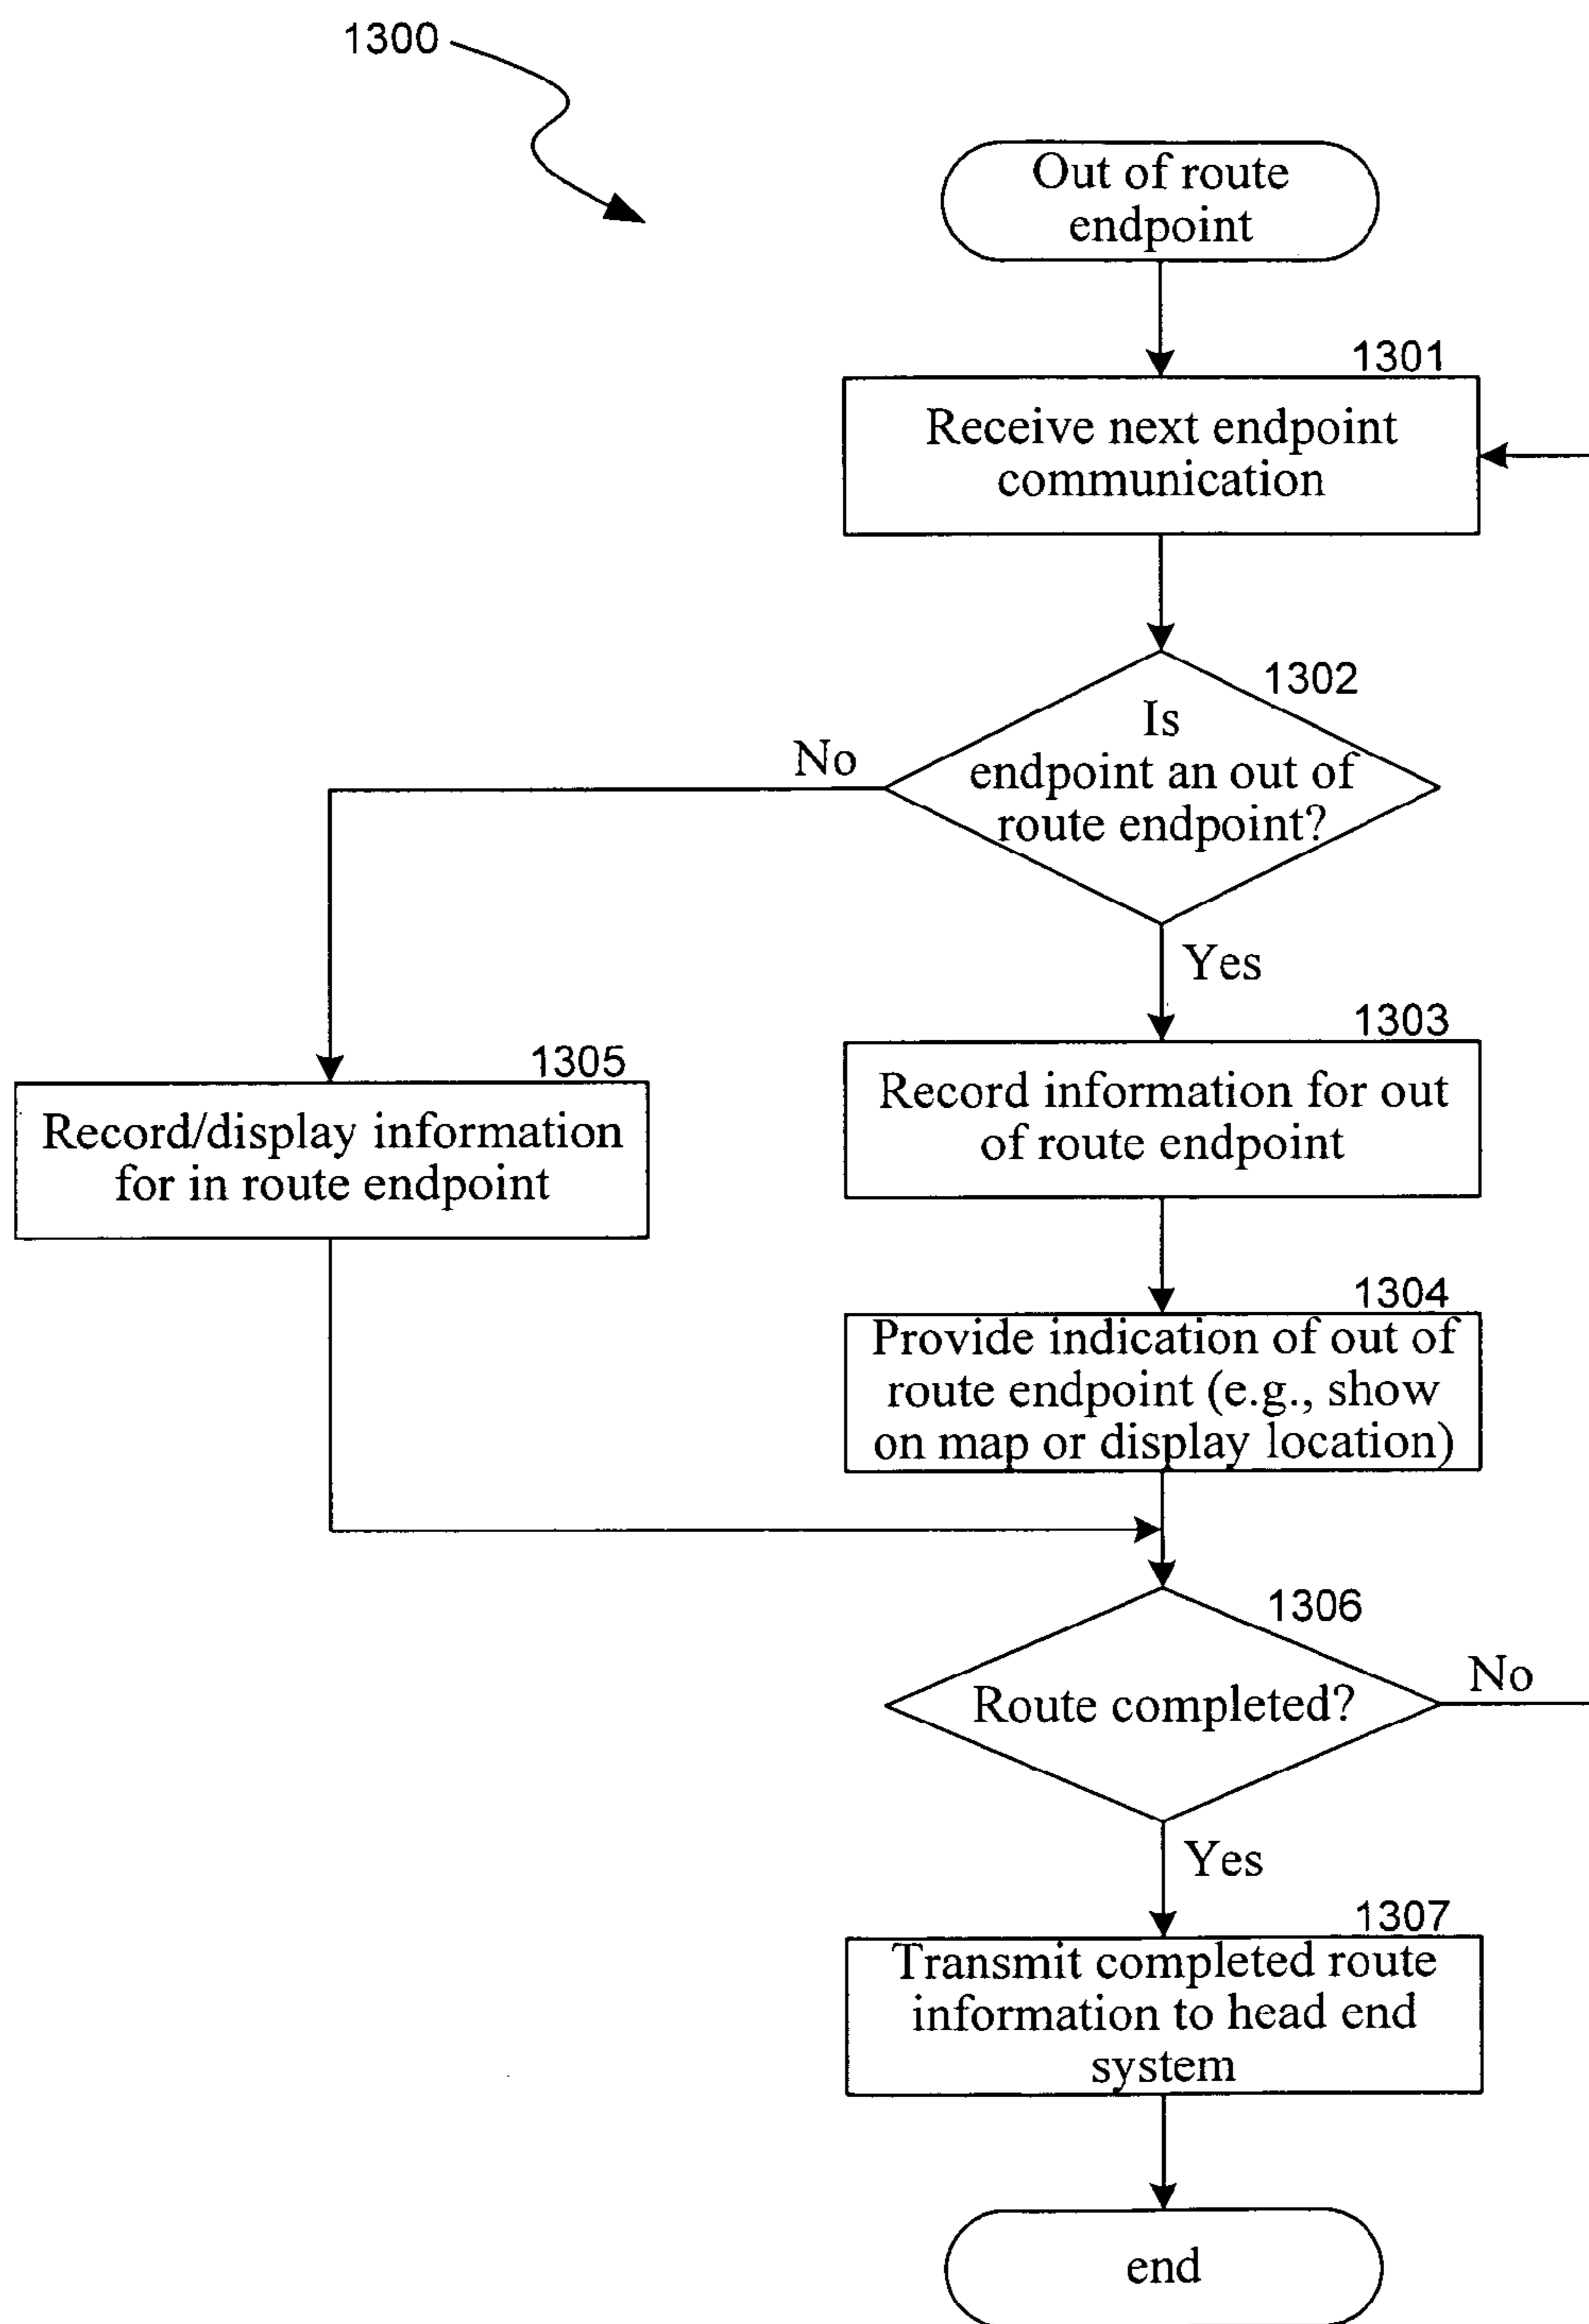 1300
Out of route
endpoint
1301
Receive next endpoint
communication
1302
Is
endpoint an out of
route endpoint?
No
Yes
1303
Record information for out
of route endpoint
1305
Record/display information
for in route endpoint
1304
Provide indication of out of
route endpoint (e.g., show
on map or display location)
1306
Route completed?
No
Yes
1307
Transmit completed route
information to head end
system
end